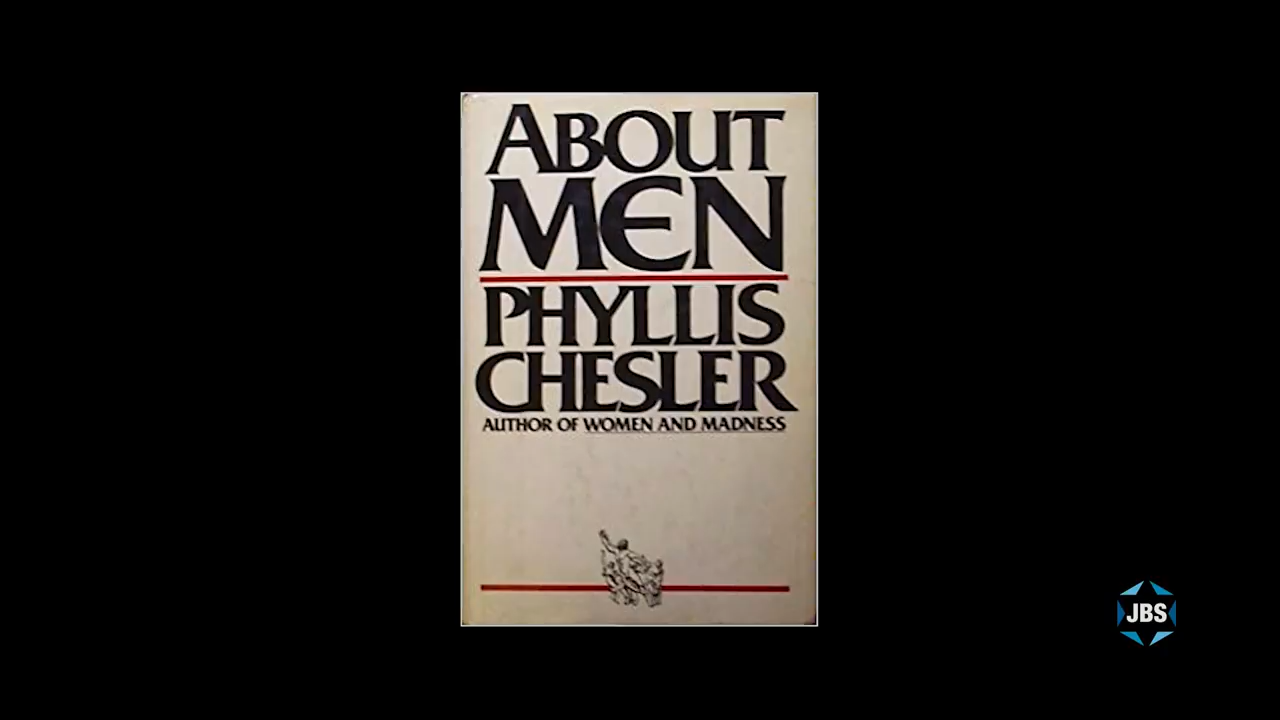 ABOUT
MEN
PHYLLIS
CHESLER
AUTHOR OF WOMEN AND MADNESS
JBS